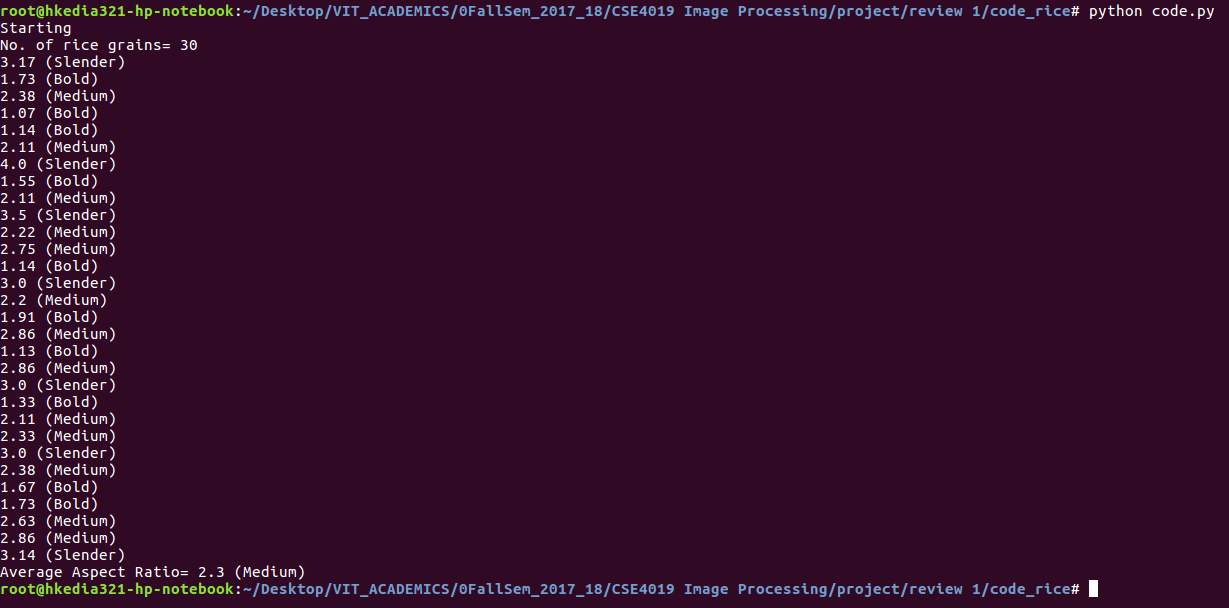 root@hkedia321-hp-notebook:~/Desktop/VIT_ACADEMICS/0FallSem_2017_18/CSE4019 Image Processing/project/review 1/code_rice# python code.py
Starting
No. of rice grains= 30
3.17 (Slender)
1.73 (Bold)
2.38 (Medium)
1.07 (Bold)
1.14 (Bold)
2.11 (Medium)
4.0 (Slender)
1.55 (Bold)
2.11 (Medium)
3.5 (Slender)
2.22 (Medium)
2.75 (Medium)
1.14 (Bold)
3.0 (Slender)
2.2 (Medium)
1.91 (Bold)
2.86 (Medium)
1.13 (Bold)
2.86 (Medium)
3.0 (Slender)
1.33 (Bold)
2.11 (Medium)
2.33 (Medium)
3.0 (Slender)
2.38 (Medium)
1.67 (Bold)
1.73 (Bold)
2.63 (Medium)
2.86 (Medium)
3.14 (Slender)
Average Aspect Ratio= 2.3 (Medium)
root@hkedia321-hp-notebook:~/Desktop/VIT_ACADEMICS/0FallSem_2017_18/CSE4019 Image Processing/project/review 1/code_rice#